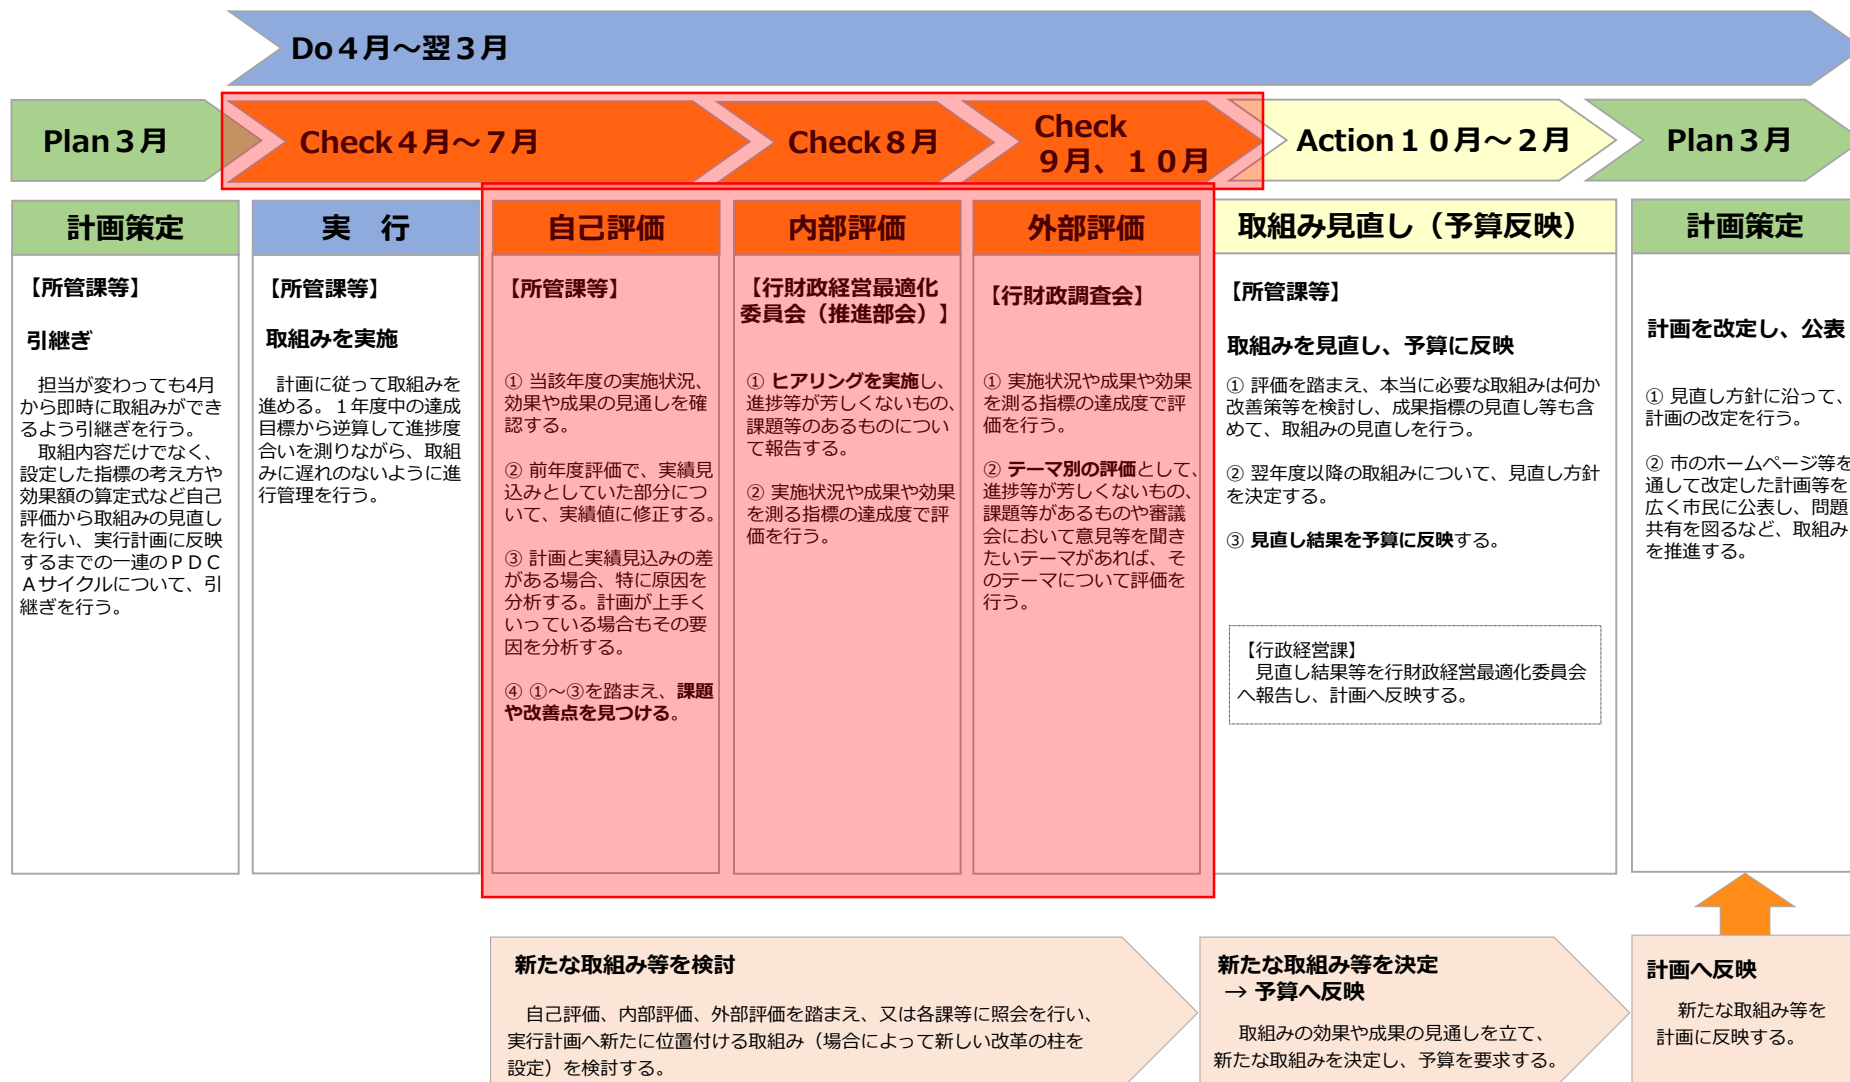 Do４月～翌３月
Plan３月
Check４月～７月
Check８月
Check
９月、１０月
Action１０月～２月
Plan３月
計画策定
【所管課等】
引継ぎ
担当が変わっても4月
から即時に取組みができ
るよう引継ぎを行う。
取組内容だけでなく、
設定した指標の考え方や
効果額の算定式など自己
評価から取組みの見直し
を行い、実行計画に反映
するまでの一連のＰＤＣ
Ａサイクルについて、引
継ぎを行う。
実　行
【所管課等】
取組みを実施
計画に従って取組みを
進める。１年度中の達成
目標から逆算して進捗度
合いを測りながら、取組
みに遅れのないように進
行管理を行う。
自己評価
【所管課等】
① 当該年度の実施状況、
効果や成果の見通しを確
認する。
② 前年度評価で、実績見
込みとしていた部分につ
いて、実績値に修正する。
③ 計画と実績見込みの差
がある場合、特に原因を
分析する。計画が上手く
いっている場合もその要
因を分析する。
④ ①～③を踏まえ、課題
や改善点を見つける。
内部評価
【行財政経営最適化
委員会（推進部会）】
① ヒアリングを実施し、
進捗等が芳しくないもの、
課題等のあるものについ
て報告する。
② 実施状況や成果や効果
を測る指標の達成度で評
価を行う。
外部評価
【行財政調査会】
① 実施状況や成果や効果
を測る指標の達成度で評
価を行う。
② テーマ別の評価として、
進捗等が芳しくないもの、
課題等があるものや審議
会において意見等を聞き
たいテーマがあれば、そ
のテーマについて評価を
行う。
取組み見直し（予算反映）
【所管課等】
取組みを見直し、予算に反映
① 評価を踏まえ、本当に必要な取組みは何か
改善策等を検討し、成果指標の見直し等も含
めて、取組みの見直しを行う。
② 翌年度以降の取組みについて、見直し方針
を決定する。
③ 見直し結果を予算に反映する。
【行政経営課】
見直し結果等を行財政経営最適化委員会
へ報告し、計画へ反映する。
計画策定
計画を改定し、公表
① 見直し方針に沿って、
計画の改定を行う。
② 市のホームページ等を
通して改定した計画等を
広く市民に公表し、問題
共有を図るなど、取組み
を推進する。
新たな取組み等を検討
自己評価、内部評価、外部評価を踏まえ、又は各課等に照会を行い、
実行計画へ新たに位置付ける取組み（場合によって新しい改革の柱を
設定）を検討する。
新たな取組み等を決定
→ 予算へ反映
取組みの効果や成果の見通しを立て、
新たな取組みを決定し、予算を要求する。
計画へ反映
新たな取組み等を
計画に反映する。